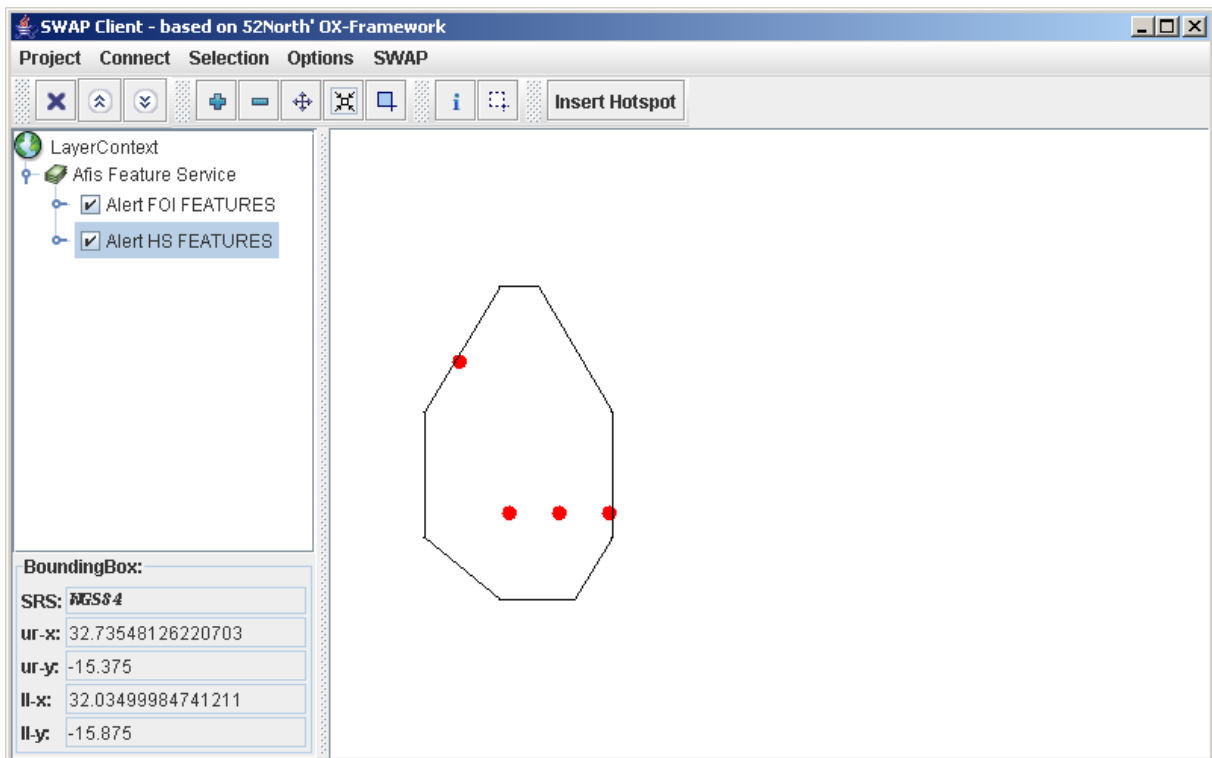 SWAP Client - based on 52North' OX-Framework
Project Connect Selection Options SWAP
i Insert Hotspot
LayerContext
Afis Feature Service
Alert FOI FEATURES
Alert HS FEATURES
BoundingBox:
SRS: WGS84
ur-x: 32.73548126220703
ur-y: -15.375
ll-x: 32.03499984741211
ll-y: -15.875